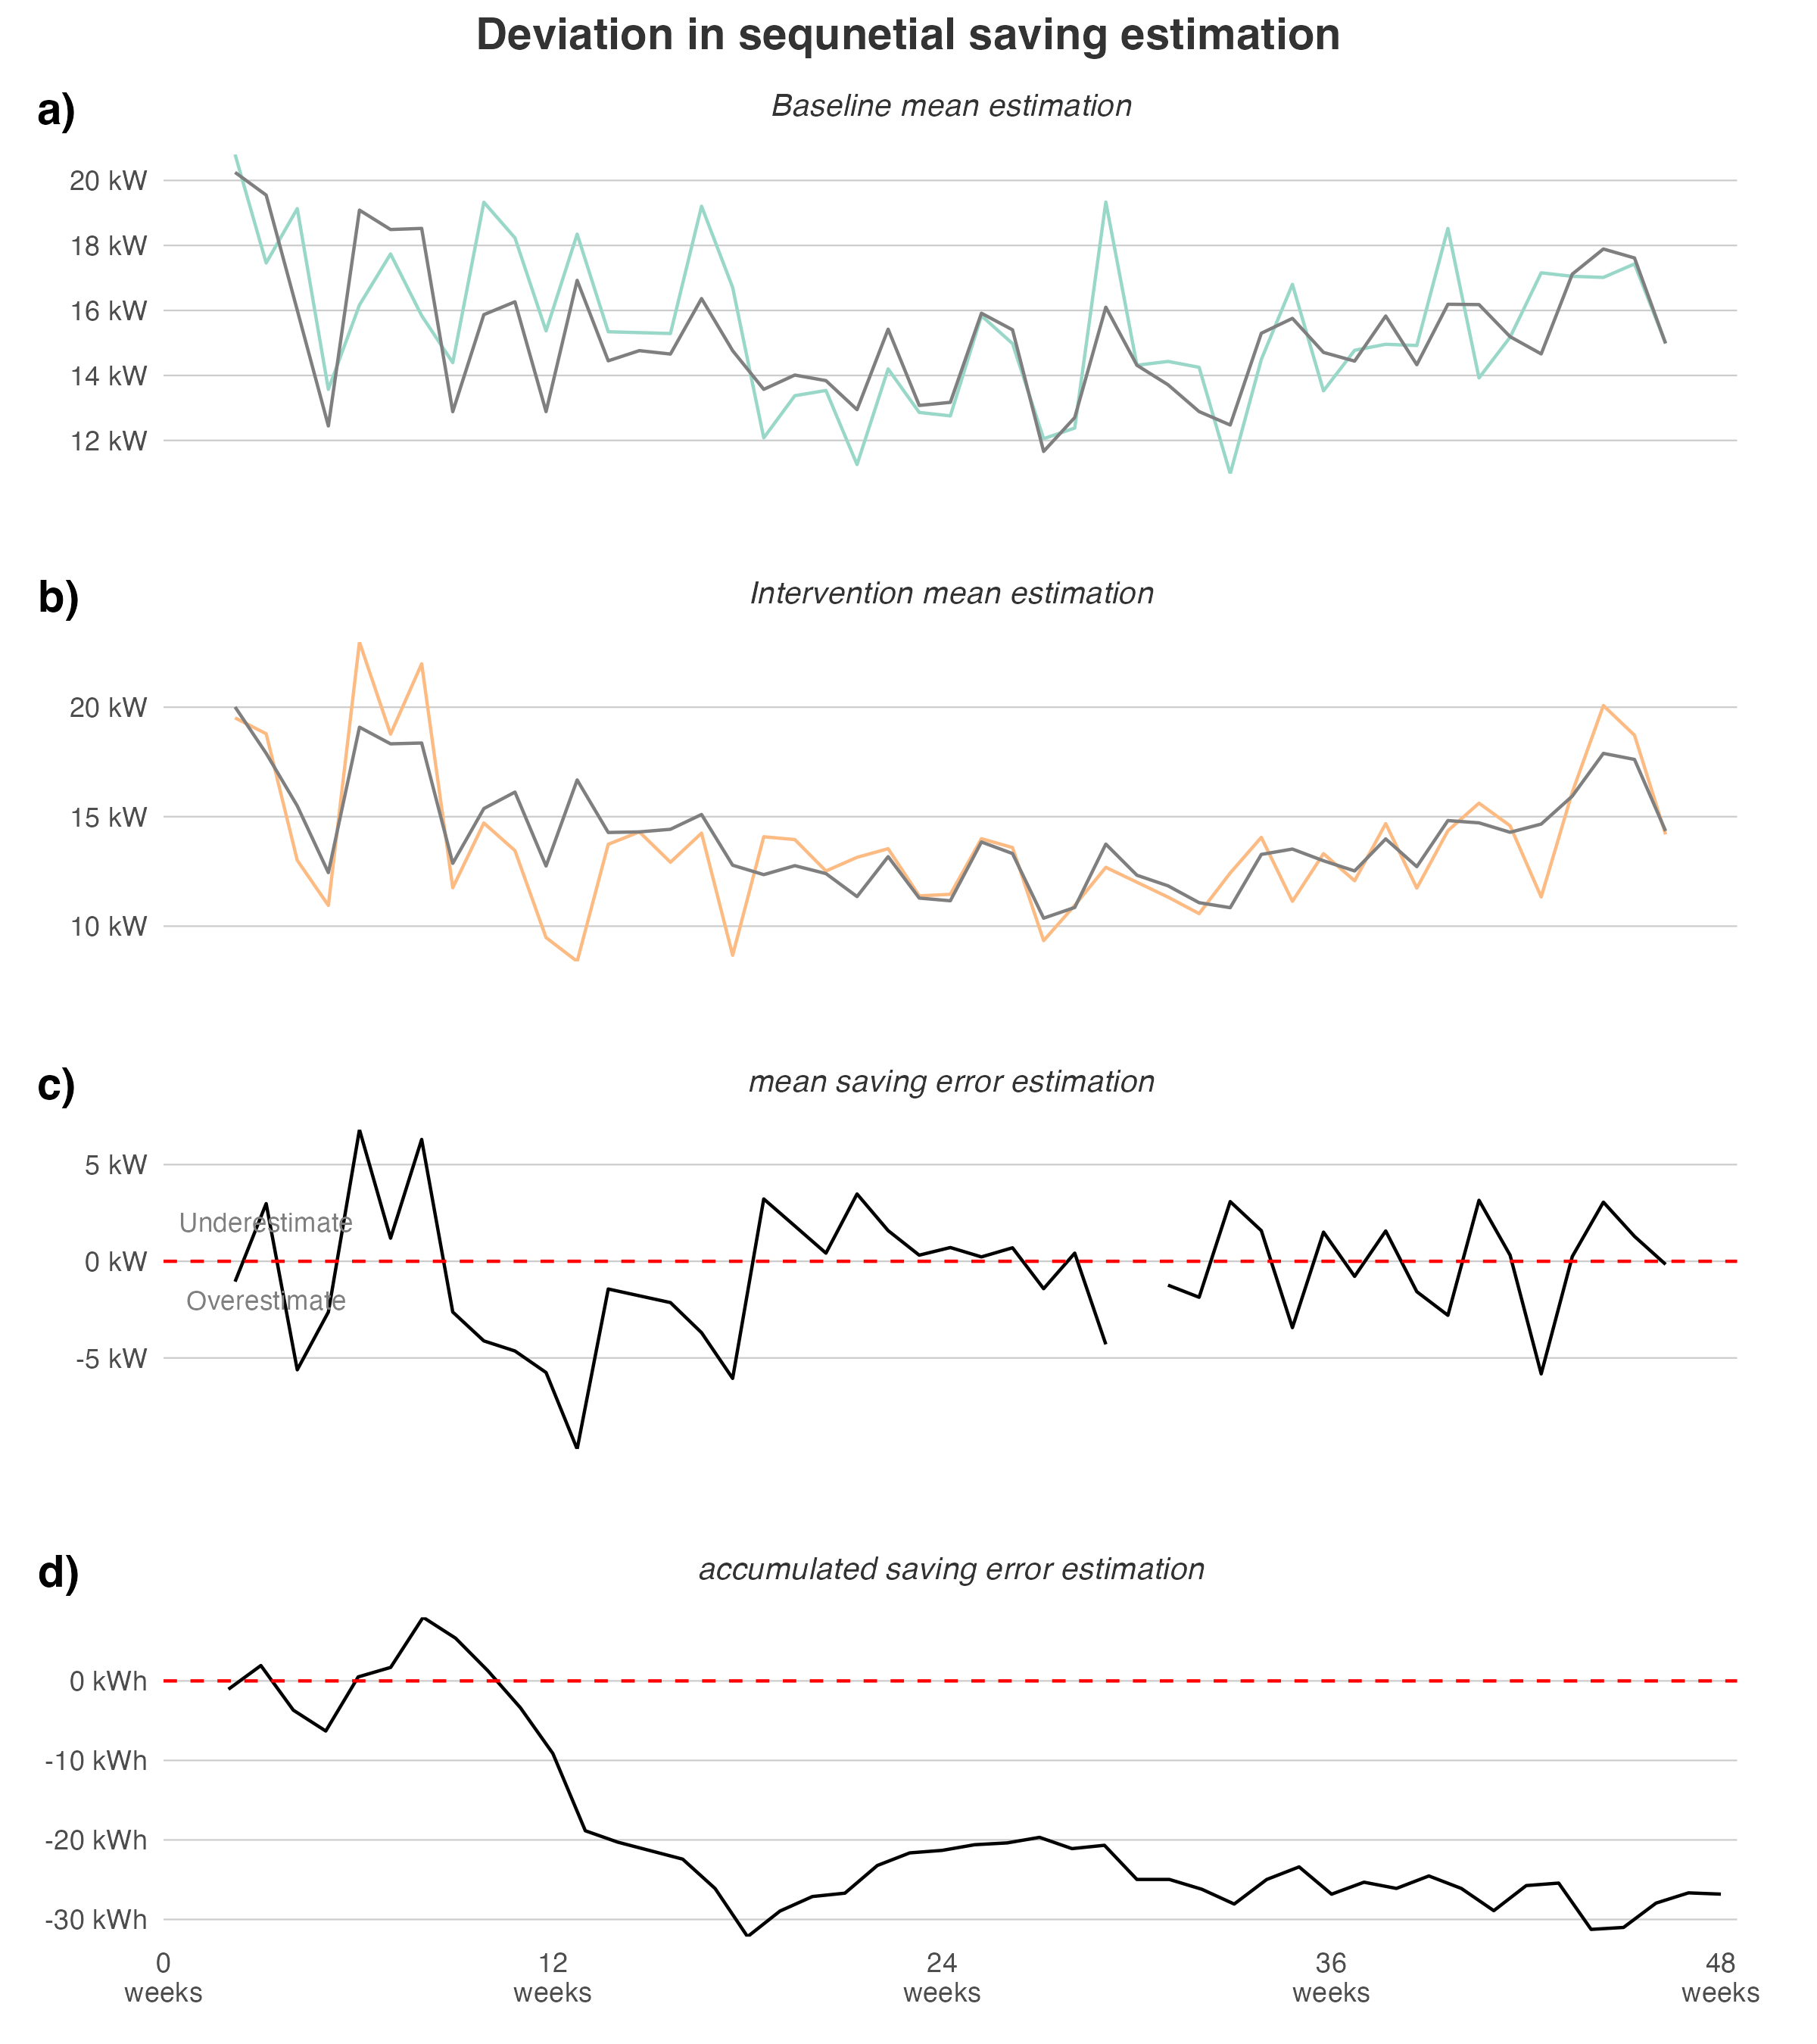 Deviation in sequnetial saving estimation
a)
Baseline mean estimation
20 kW
18 kW
16 kW
14 kW
12 kW
b)
Intervention mean estimation
20 kW
15 kW
10 kW
c)
mean saving error estimation
5 kW
Underestimate
0 kW
Overestimate
-5 kW
d)
accumulated saving error estimation
0 kWh
-10 kWh
-20 kWh
-30 kWh
0 12 24 36 48
weeks weeks weeks weeks weeks